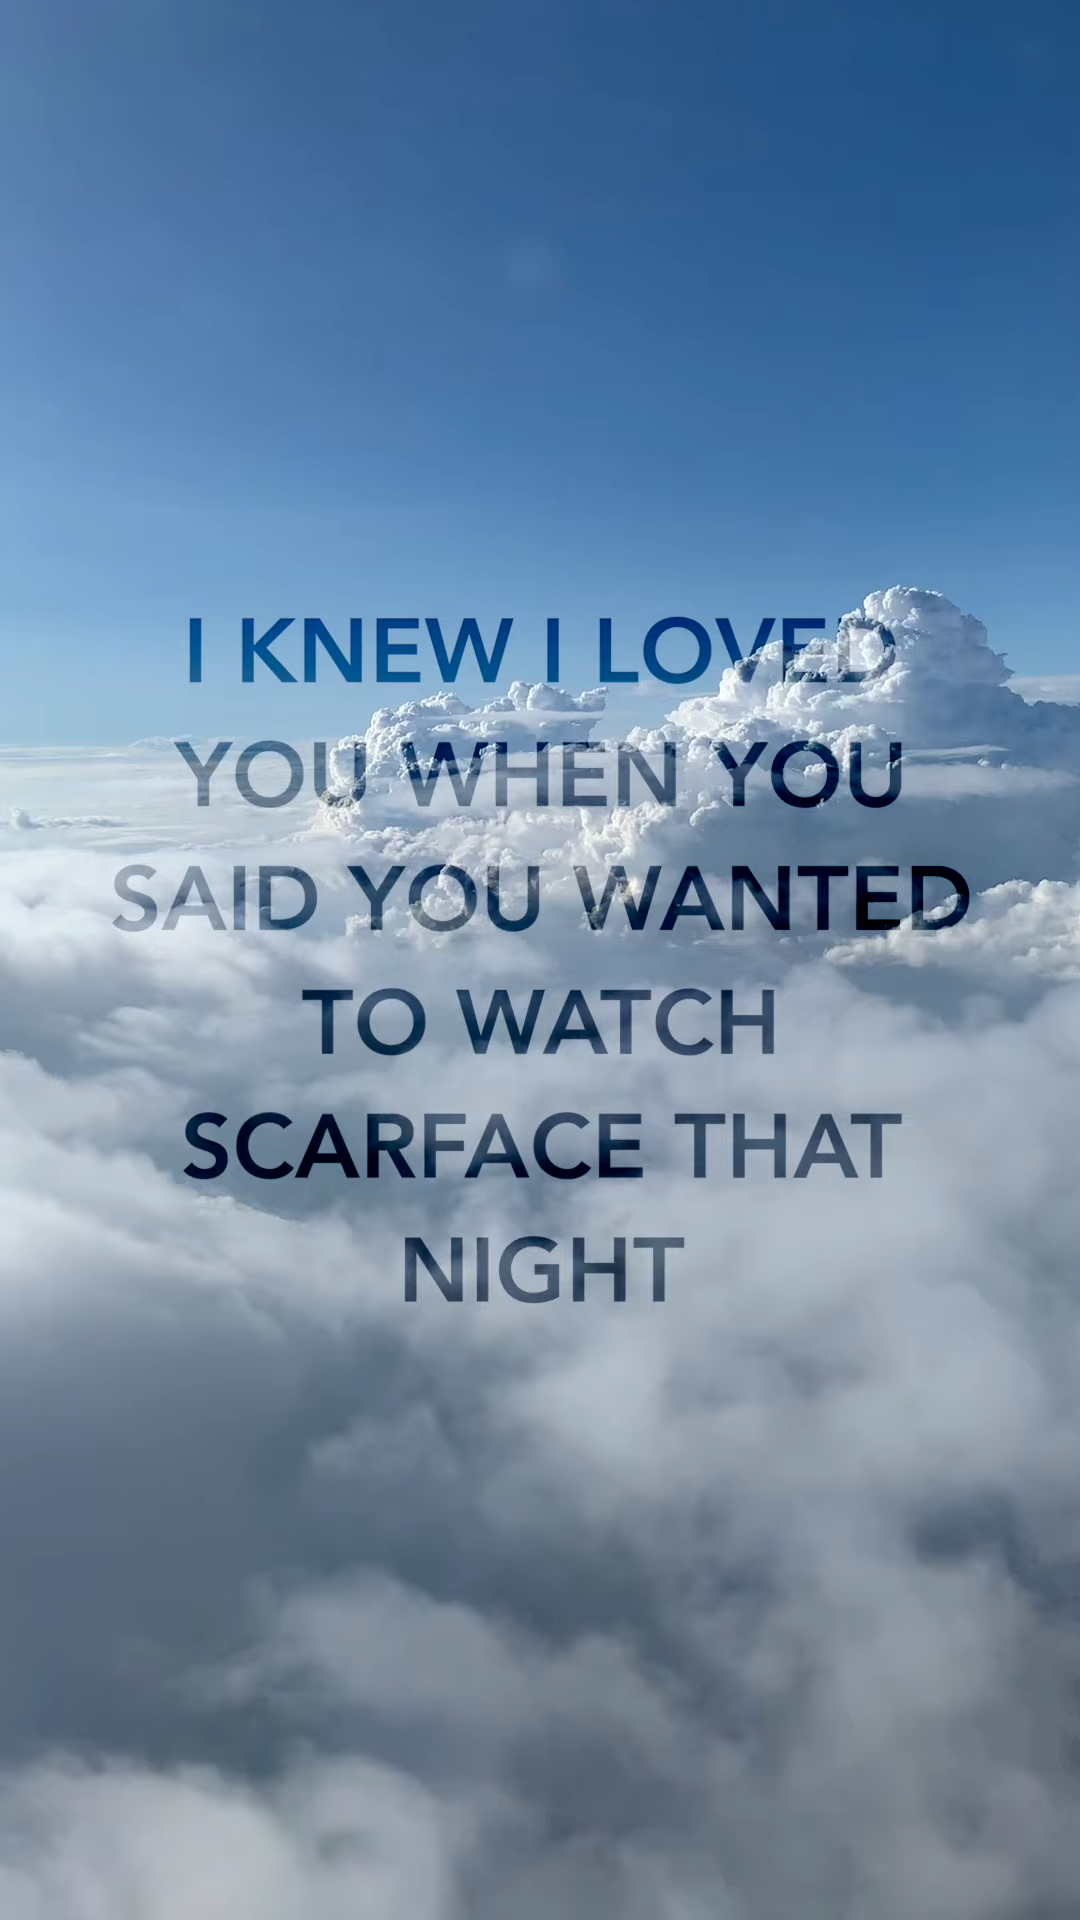 I KNEW I LOVED
YOU WHEN YOU
SAID YOU WANTED
TO WATCH
SCARFACE THAT
NIGHT